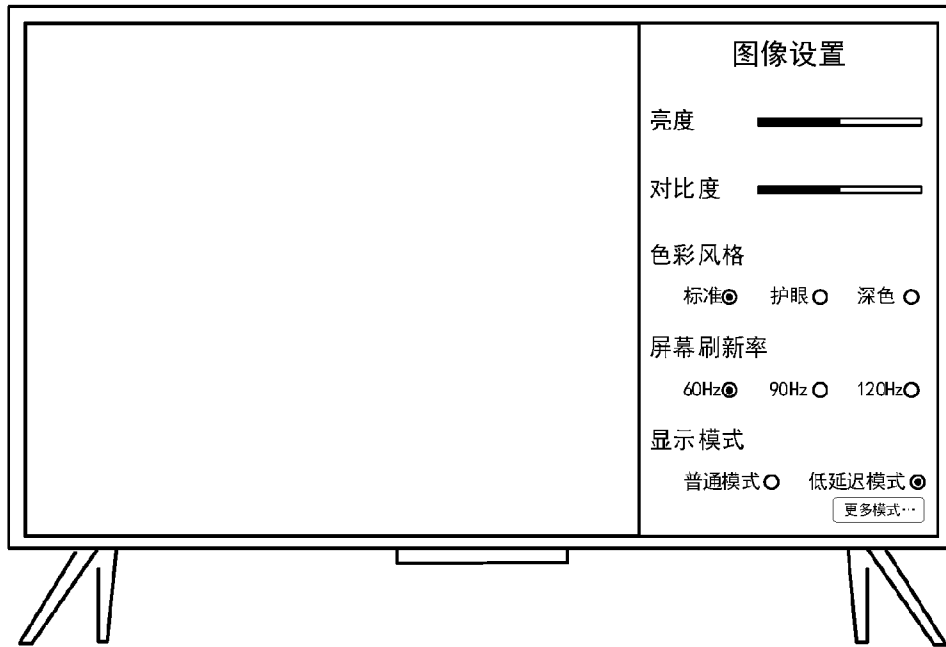 图像设置
亮度
对比度
色彩风格
标准 护眼 深色
屏幕刷新率
60Hz 90Hz 120Hz
显示模式
普通模式 低延迟模式
更多模式…